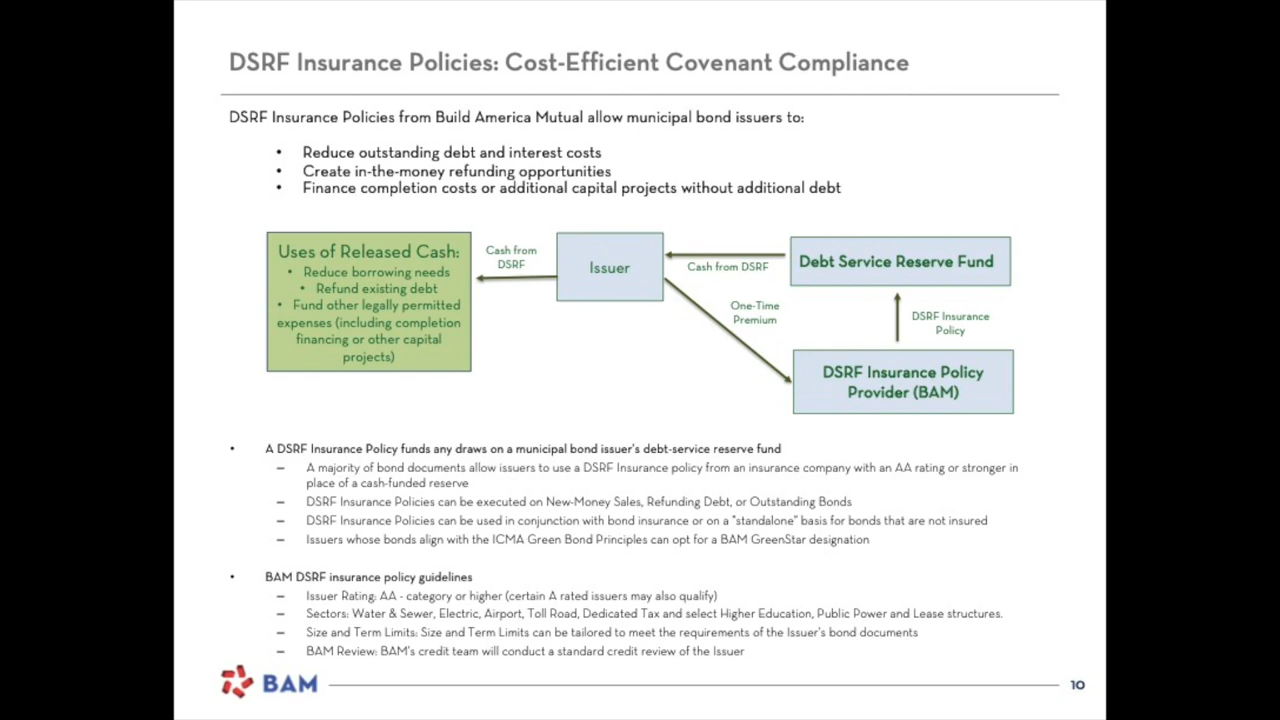 DSRF Insurance Policies: Cost-Efficient Covenant Compliance
DSRF Insurance Policies from Build America Mutual allow municipal bond issuers to:
• Reduce outstanding debt and interest costs
• Create in-the-money refunding opportunities
• Finance completion costs or additional capital projects without additional debt
Uses of Released Cash:
• Reduce borrowing needs
• Refund existing debt
• Fund other legally permitted
expenses (including completion
financing or other capital
projects)
Cash from
DSRF
Issuer
Cash from DSRF
Debt Service Reserve Fund
One-Time
Premium
DSRF Insurance
Policy
DSRF Insurance Policy
Provider (BAM)
• A DSRF Insurance Policy funds any draws on a municipal bond issuer's debt-service reserve fund
– A majority of bond documents allow issuers to use a DSRF Insurance policy from an insurance company with an AA rating or stronger in
place of a cash-funded reserve
– DSRF Insurance Policies can be executed on New-Money Sales, Refunding Debt, or Outstanding Bonds
– DSRF Insurance Policies can be used in conjunction with bond insurance or on a "standalone" basis for bonds that are not insured
– Issuers whose bonds align with the ICMA Green Bond Principles can opt for a BAM GreenStar designation
• BAM DSRF insurance policy guidelines
– Issuer Rating: AA - category or higher (certain A rated issuers may also qualify)
– Sectors: Water & Sewer, Electric, Airport, Toll Road, Dedicated Tax and select Higher Education, Public Power and Lease structures.
– Size and Term Limits: Size and Term Limits can be tailored to meet the requirements of the Issuer's bond documents
– BAM Review: BAM's credit team will conduct a standard credit review of the Issuer
BAM
10